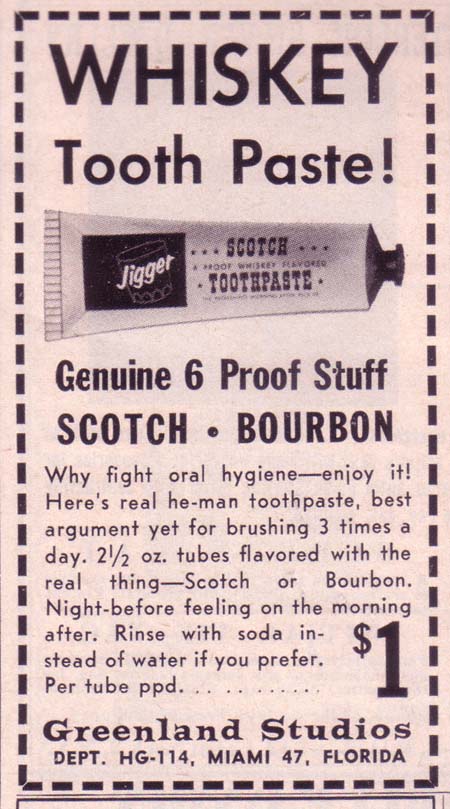 WHISKEY
Tooth Paste!
Jigger
SCOTCH
PROOF WHISKEY FLAVORED
TOOTHPASTE
Genuine 6 Proof Stuff
SCOTCH • BOURBON
Why fight oral hygiene—enjoy it!
Here's real he-man toothpaste, best
argument yet for brushing 3 times a
day. 2½ oz. tubes flavored with the
real thing—Scotch or Bourbon.
Night-before feeling on the morning
after. Rinse with soda in-
stead of water if you prefer.
Per tube ppd. . . . . . . . . . . .
$1
Greenland Studios
DEPT. HG-114, MIAMI 47, FLORIDA